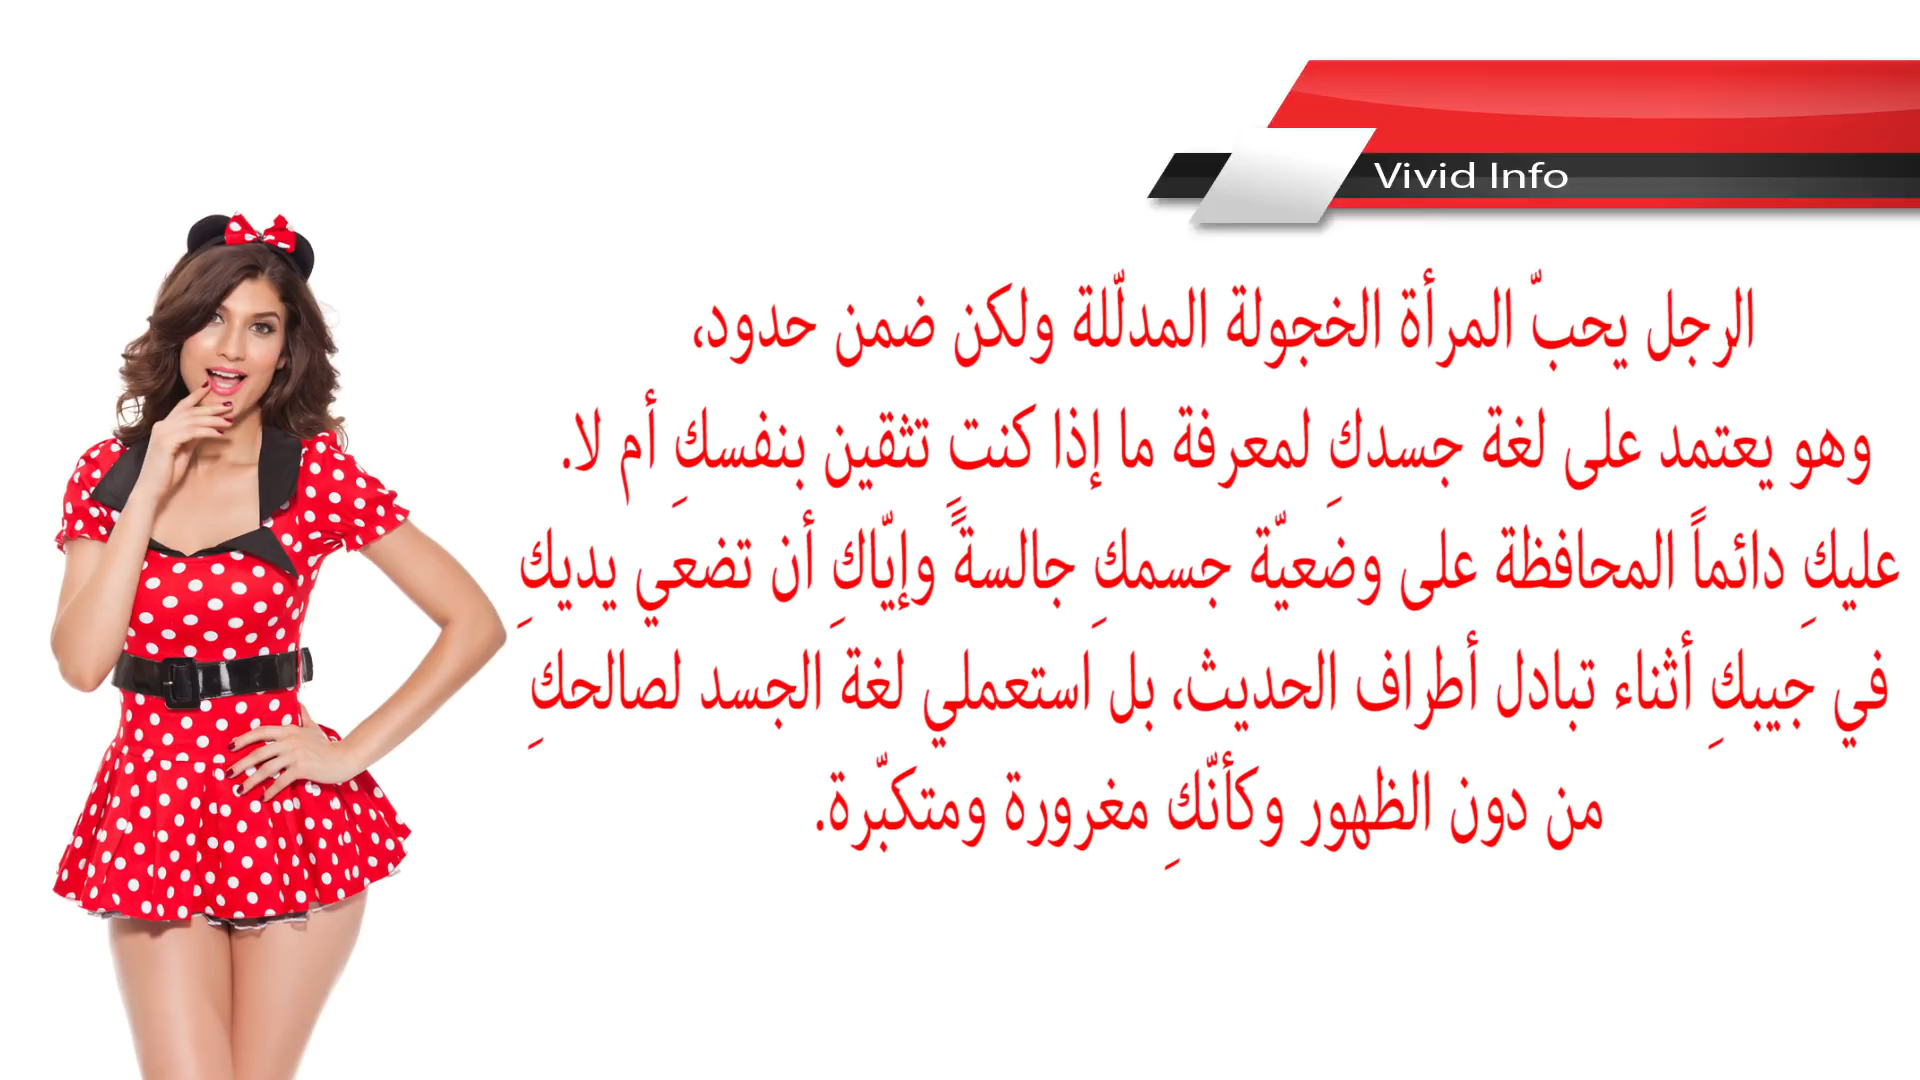 Vivid Info
الرجل يحبّ المرأة الخجولة المدلّلة ولكن ضمن حدود،
وهو يعتمد على لغة جسدكِ لمعرفة ما إذا كنت تثقين بنفسكِ أم لا.
عليكِ دائماً المحافظة على وضعيّة جسمكِ جالسةً وإيّاكِ أن تضعي يديكِ
في جيبكِ أثناء تبادل أطراف الحديث، بل استعملي لغة الجسد لصالحكِ
من دون الظهور وكأنّكِ مغرورة ومتكبّرة.